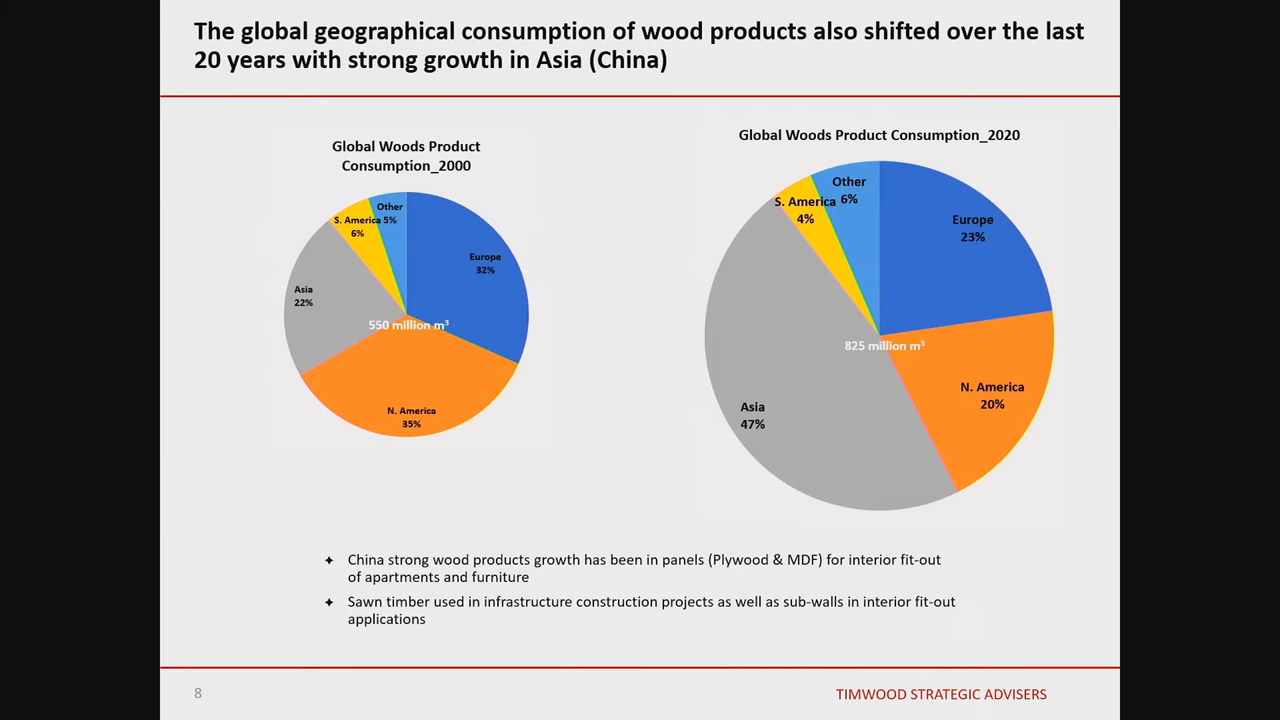 The global geographical consumption of wood products also shifted over the last
20 years with strong growth in Asia (China)
Global Woods Product
Consumption_2000
Other
5%
S. America
6%
Europe
32%
Asia
22%
550 million m³
N. America
35%
Global Woods Product Consumption_2020
Other
6%
S. America
4%
Europe
23%
825 million m³
N. America
20%
Asia
47%
✦ China strong wood products growth has been in panels (Plywood & MDF) for interior fit-out
of apartments and furniture
✦ Sawn timber used in infrastructure construction projects as well as sub-walls in interior fit-out
applications
8
TIMWOOD STRATEGIC ADVISERS